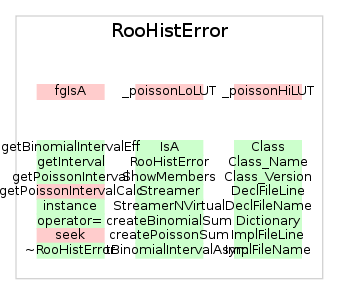 RooHistError
fgIsA _poissonLoLUT _poissonHiLUT
getBinomialIntervalEff IsA Class
getInterval RooHistError Class_Name
getPoissonInterval ShowMembers Class_Version
getPoissonIntervalCalc Streamer DeclFileLine
instance StreamerNVirtual DeclFileName
operator= createBinomialSum Dictionary
seek createPoissonSum ImplFileLine
~RooHistError ImplFileName